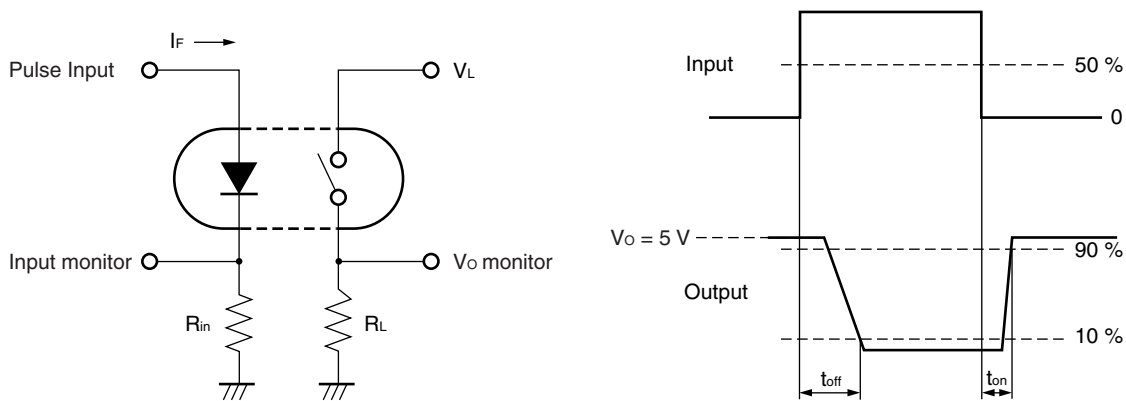 IF
Pulse Input
VL
Input monitor
VO monitor
Rin
RL
Input
50 %
0
VO = 5 V
90 %
Output
10 %
toff
ton